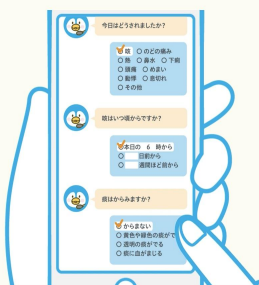 今日はどうされましたか？
咳 のどの痛み
熱 鼻水 下痢
頭痛 めまい
動悸 息切れ
その他
咳はいつ頃からですか？
本日の 6 時から
日前から
週間ほど前から
痰はからみますか？
からまない
黄色や緑色の痰がで
透明の痰がでる
痰に血がまじる